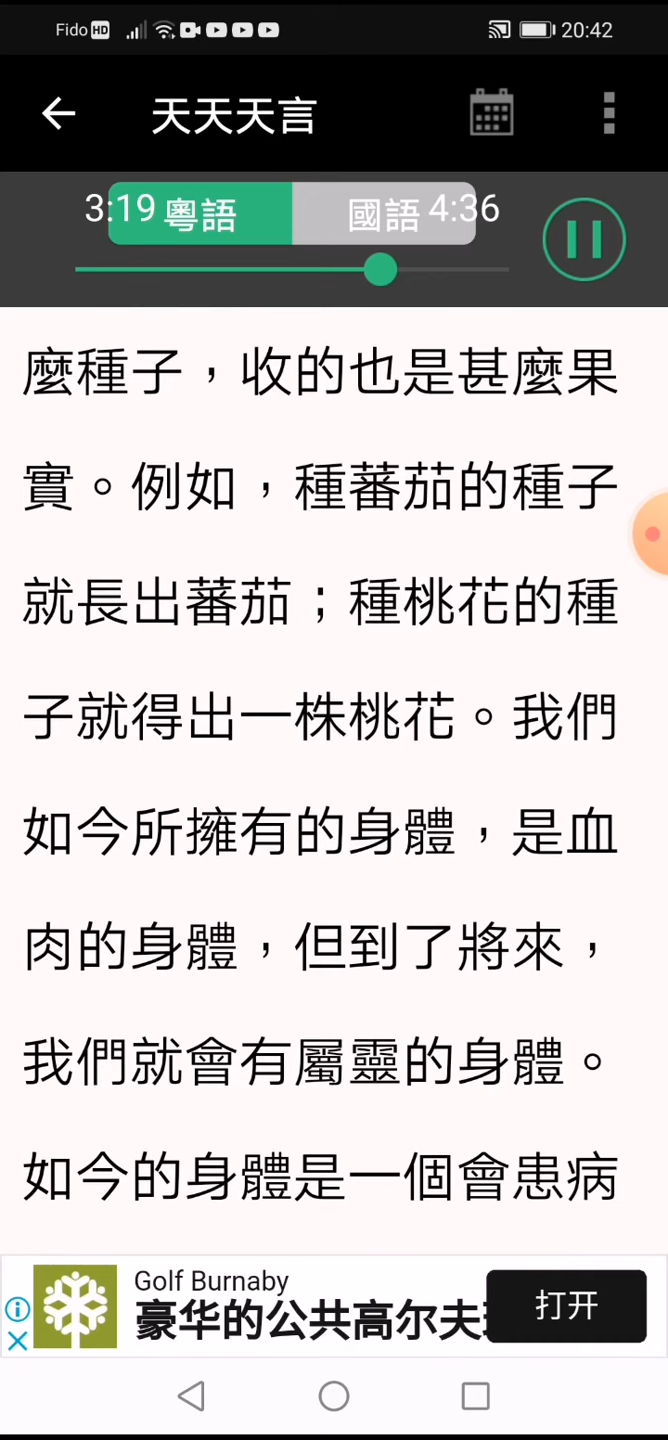 Fido HD 20:42
天天天言
3:19 粵語 國語 4:36
麼種子，收的也是甚麼果
實。例如，種蕃茄的種子
就長出蕃茄；種桃花的種
子就得出一株桃花。我們
如今所擁有的身體，是血
肉的身體，但到了將來，
我們就會有屬靈的身體。
如今的身體是一個會患病
Golf Burnaby
豪华的公共高尔夫
打开